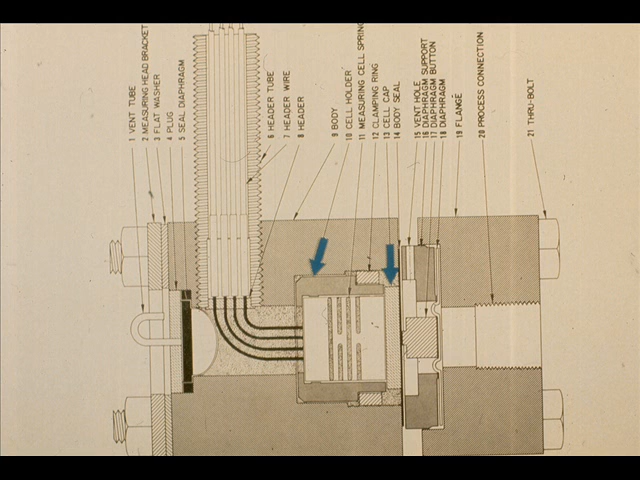 1 VENT TUBE
2 MEASURING HEAD BRACKET
3 FLAT WASHER
4 PLUG
5 SEAL DIAPHRAGM
6 HEADER TUBE
7 HEADER WIRE
8 HEADER
9 BODY
10 CELL HOLDER
11 MEASURING CELL SPRING
12 CLAMPING RING
13 CELL CAP
14 BODY SEAL
15 VENT HOLE
16 DIAPHRAGM SUPPORT
17 DIAPHRAGM BUTTON
18 DIAPHRAGM
19 FLANGE
20 PROCESS CONNECTION
21 THRU-BOLT